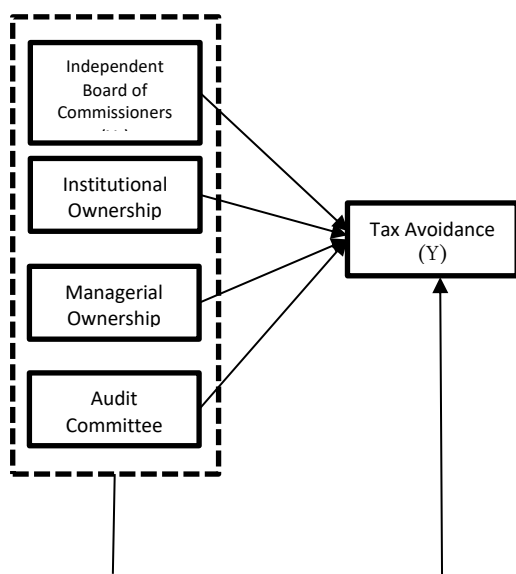 Independent
Board of
Commissioners
Institutional
Ownership
Managerial
Ownership
Audit
Committee
Tax Avoidance
(Y)